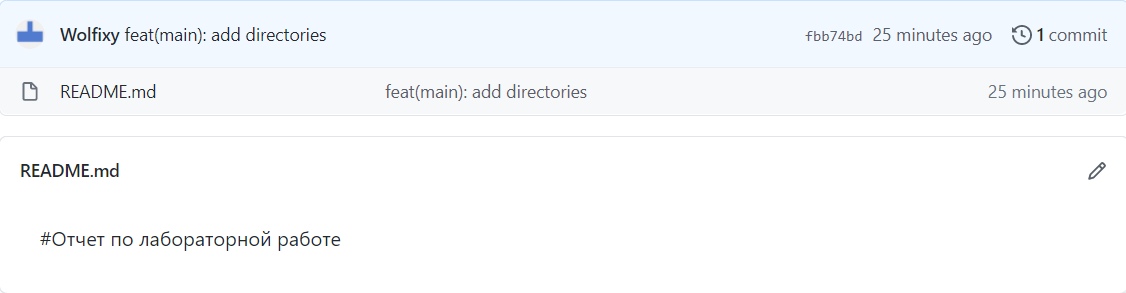 Wolfixy feat(main): add directories fbb74bd 25 minutes ago 1 commit
README.md feat(main): add directories 25 minutes ago
README.md
#Отчет по лабораторной работе